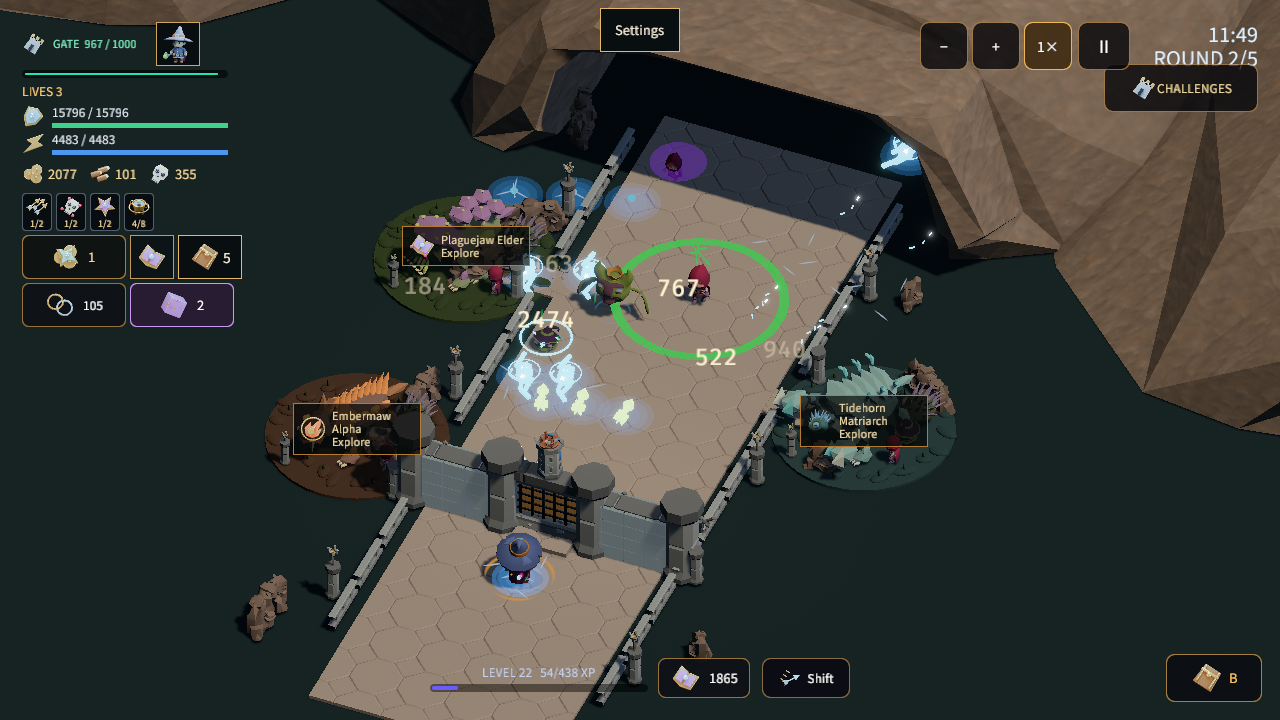 GATE 967 / 1000
Settings
−
+
1×
11:49
ROUND 2/5
CHALLENGES
LIVES 3
15796 / 15796
4483 / 4483
2077
101
355
1/2
1/2
1/2
4/8
1
5
105
2
Plaguejaw Elder
Explore
63
184
767
2474
522
940
Embermaw
Alpha
Explore
Tidehorn
Matriarch
Explore
LEVEL 22 54/438 XP
1865
Shift
B